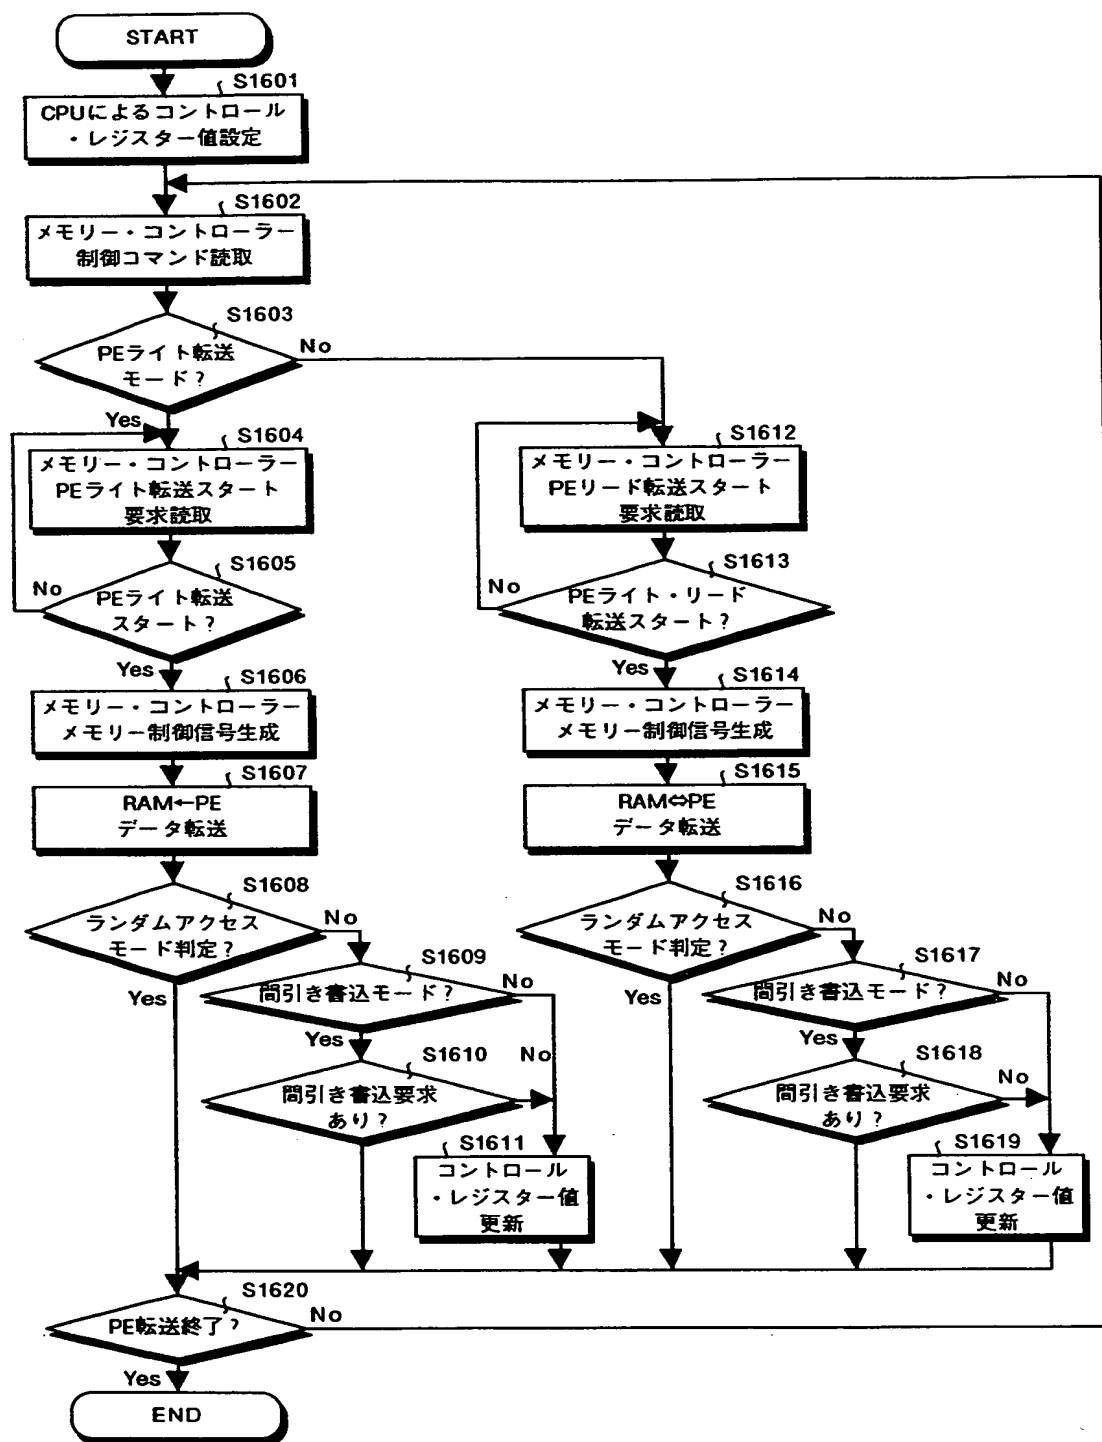 START
S1601
CPUによるコントロール
・レジスター値設定
S1602
メモリー・コントローラー
制御コマンド読取
S1603
PEライト転送
モード？
No
Yes
S1604
メモリー・コントローラー
PEライト転送スタート
要求読取
S1605
PEライト転送
スタート？
No
Yes
S1606
メモリー・コントローラー
メモリー制御信号生成
S1607
RAM←PE
データ転送
S1608
ランダムアクセス
モード判定？
No
Yes
S1609
間引き書込モード？
No
Yes
S1610
間引き書込要求
あり？
No
S1611
コントロール
・レジスター値
更新
S1612
メモリー・コントローラー
PEリード転送スタート
要求読取
S1613
PEライト・リード
転送スタート？
No
Yes
S1614
メモリー・コントローラー
メモリー制御信号生成
S1615
RAM⇔PE
データ転送
S1616
ランダムアクセス
モード判定？
No
Yes
S1617
間引き書込モード？
No
Yes
S1618
間引き書込要求
あり？
No
S1619
コントロール
・レジスター値
更新
S1620
PE転送終了？
No
Yes
END